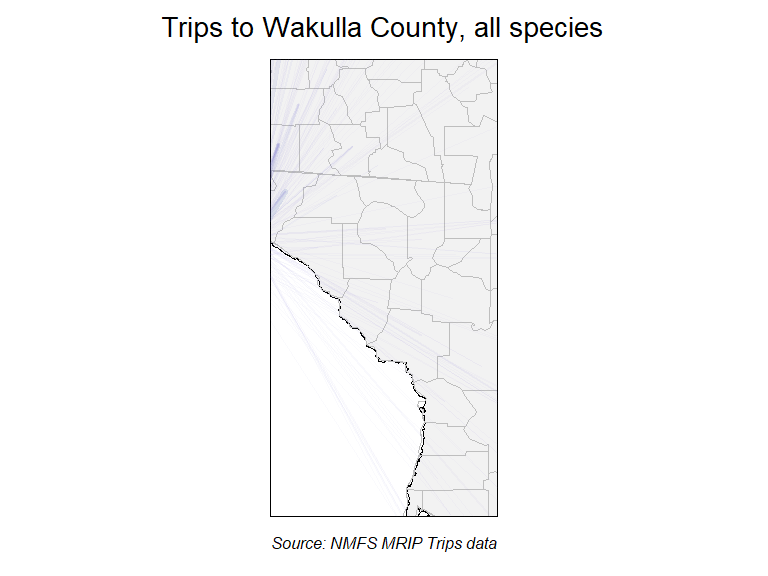 Trips to Wakulla County, all species
Source: NMFS MRIP Trips data